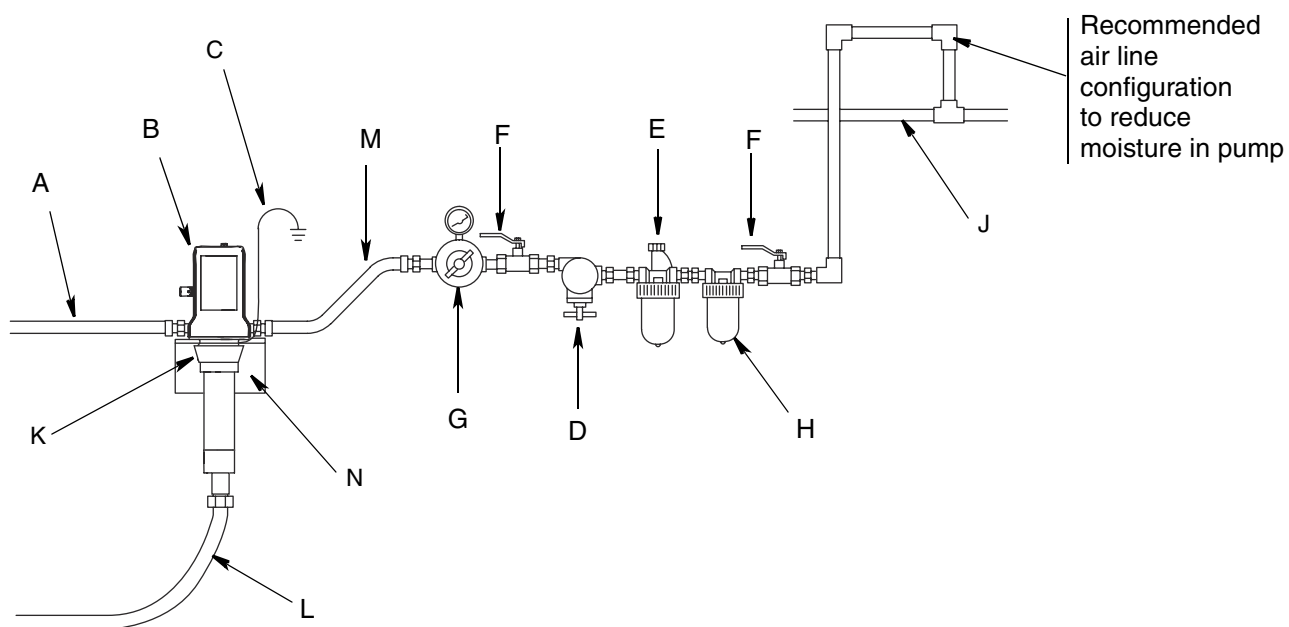 Recommended
air line
configuration
to reduce
moisture in pump
C
B
M
F
E
F
A
J
G
D
H
K
N
L